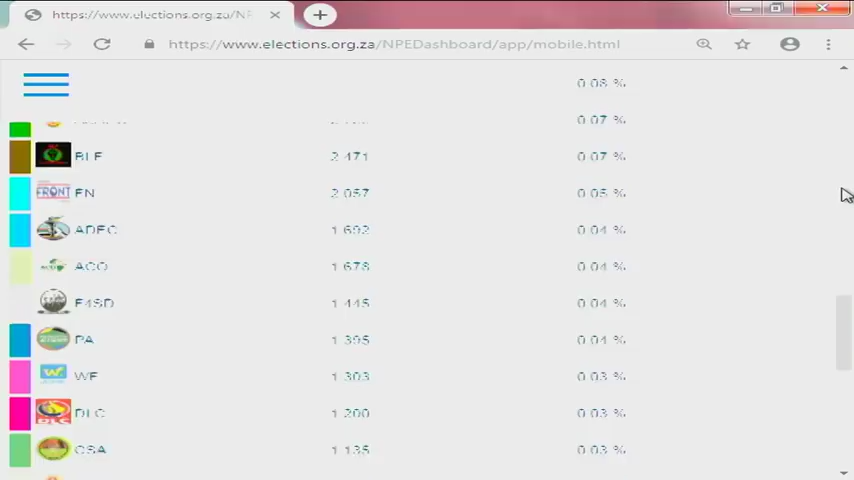 https://www.elections.org.za/NF
https://www.elections.org.za/NPEDashboard/app/mobile.html
0.08 %
0.07 %
BLF 2 471 0.07 %
FRONT FN 2 057 0.05 %
ADEC 1 692 0.04 %
ACO 1 678 0.04 %
F4SD 1 445 0.04 %
PA 1 395 0.04 %
WF 1 303 0.03 %
DLC DLC 1 200 0.03 %
CSA 1 135 0.03 %